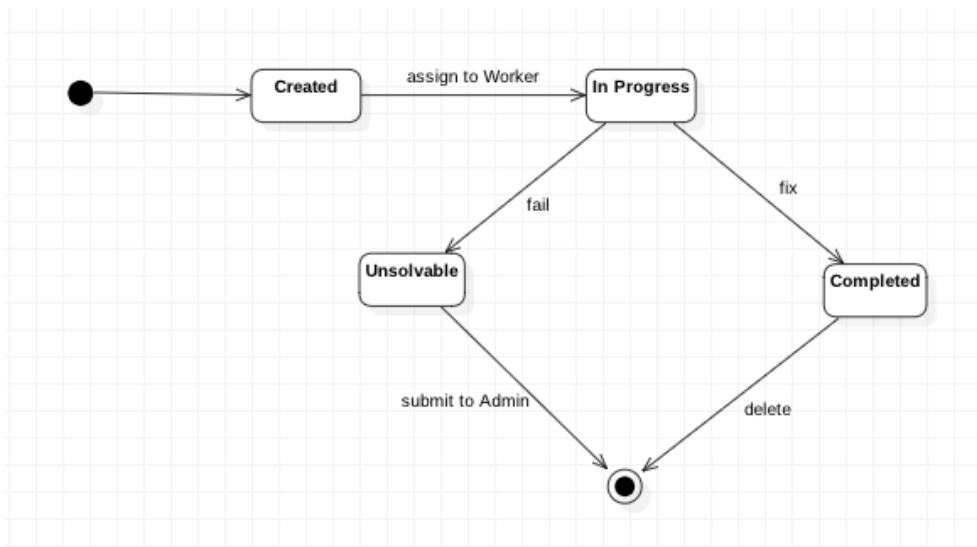 Created
assign to Worker
In Progress
fail
fix
Unsolvable
Completed
submit to Admin
delete